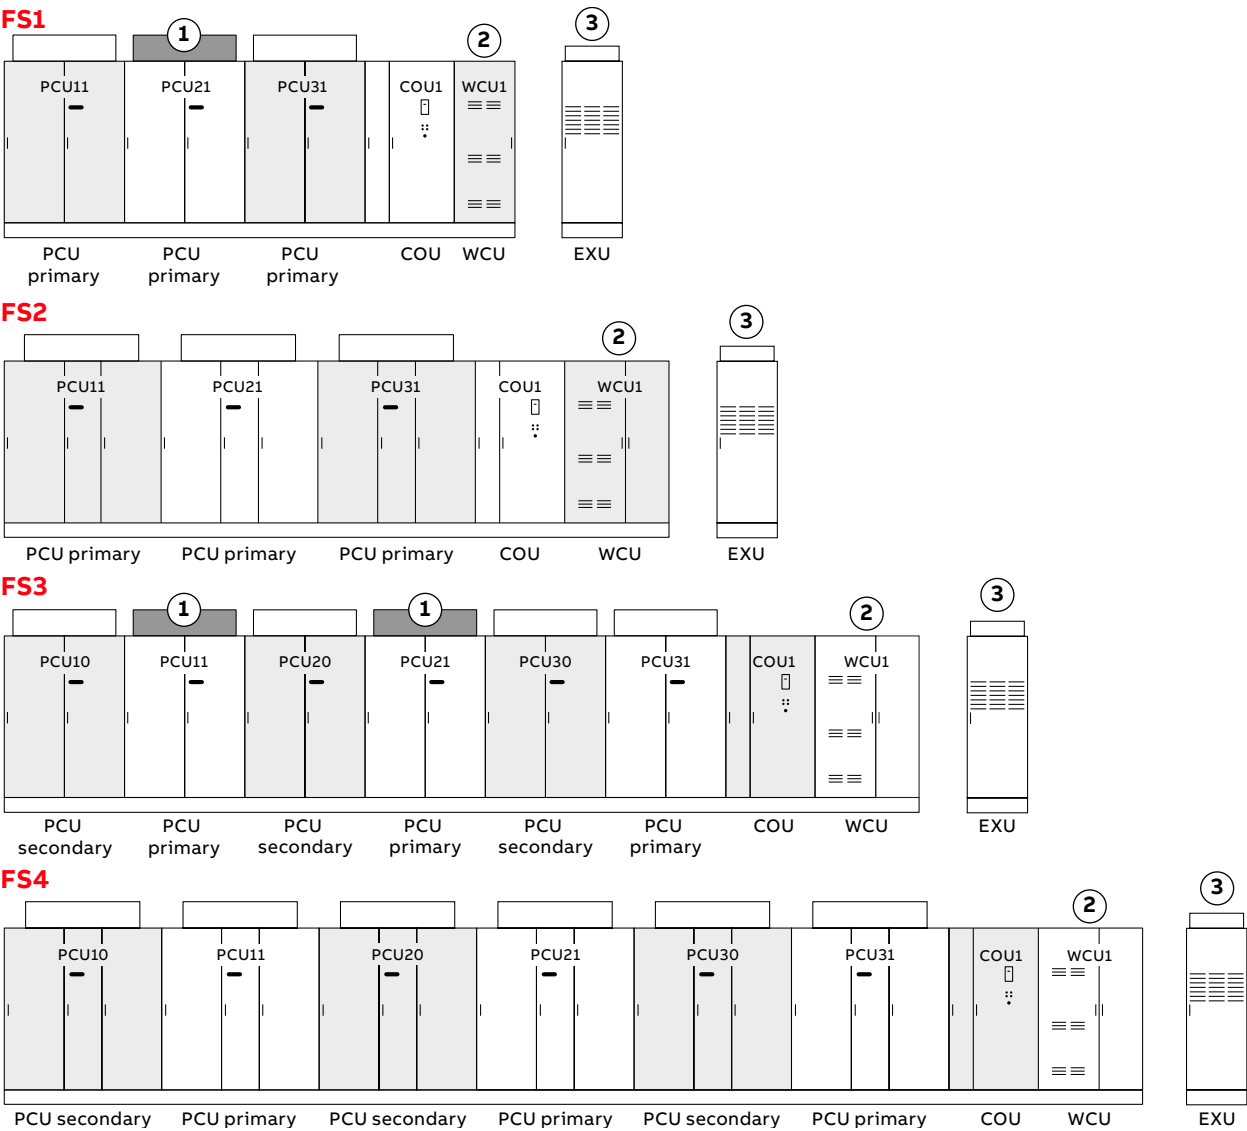 FS1
1
2
3
PCU11 PCU21 PCU31 COU1 WCU1
PCU PCU PCU COU WCU EXU
primary primary primary
FS2
2
3
PCU11 PCU21 PCU31 COU1 WCU1
PCU primary PCU primary PCU primary COU WCU EXU
FS3
1
1
2
3
PCU10 PCU11 PCU20 PCU21 PCU30 PCU31 COU1 WCU1
PCU PCU PCU PCU PCU PCU COU WCU EXU
secondary primary secondary primary secondary primary
FS4
2
3
PCU10 PCU11 PCU20 PCU21 PCU30 PCU31 COU1 WCU1
PCU secondary PCU primary PCU secondary PCU primary PCU secondary PCU primary COU WCU EXU